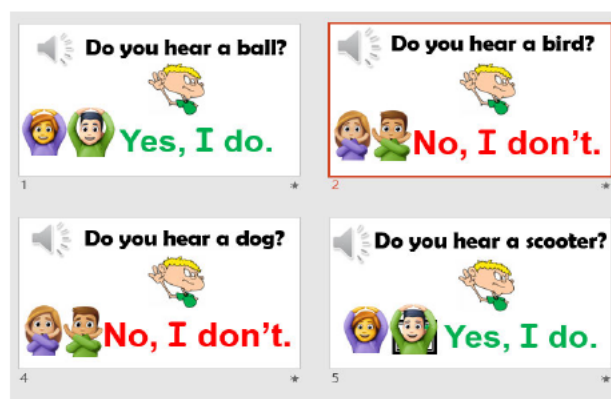 Do you hear a ball?
Yes, I do.
1
Do you hear a bird?
No, I don't.
2
Do you hear a dog?
No, I don't.
4
Do you hear a scooter?
Yes, I do.
5